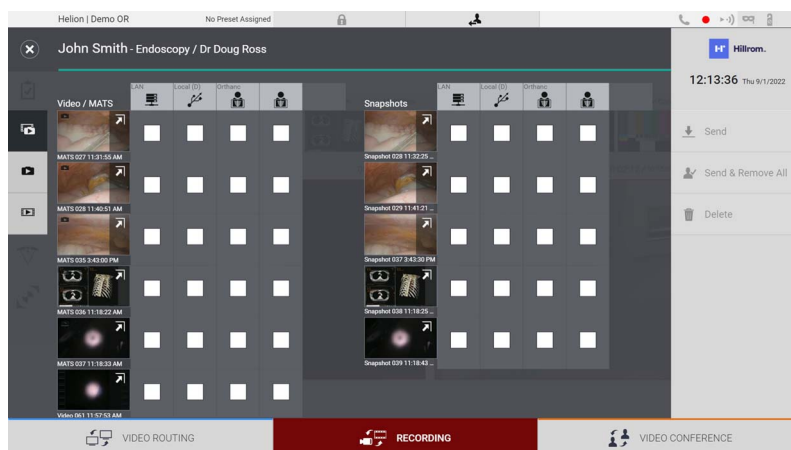 Helion | Demo OR
No Preset Assigned
John Smith - Endoscopy / Dr Doug Ross
Hillrom.
12:13:36 Thu 9/1/2022
Video / MATS
LAN
Local (D)
Orthanc
Snapshots
LAN
Local (D)
Orthanc
MATS 027 11:31:55 AM
Snapshot 028 11:32:25 ...
MATS 028 11:40:51 AM
Snapshot 029 11:41:21 ...
MATS 035 3:43:00 PM
Snapshot 037 3:43:30 PM
MATS 036 11:18:22 AM
Snapshot 038 11:18:25 ...
MATS 037 11:18:33 AM
Snapshot 039 11:18:43 ...
Video 061 11:57:53 AM
Send
Send & Remove All
Delete
VIDEO ROUTING
RECORDING
VIDEO CONFERENCE